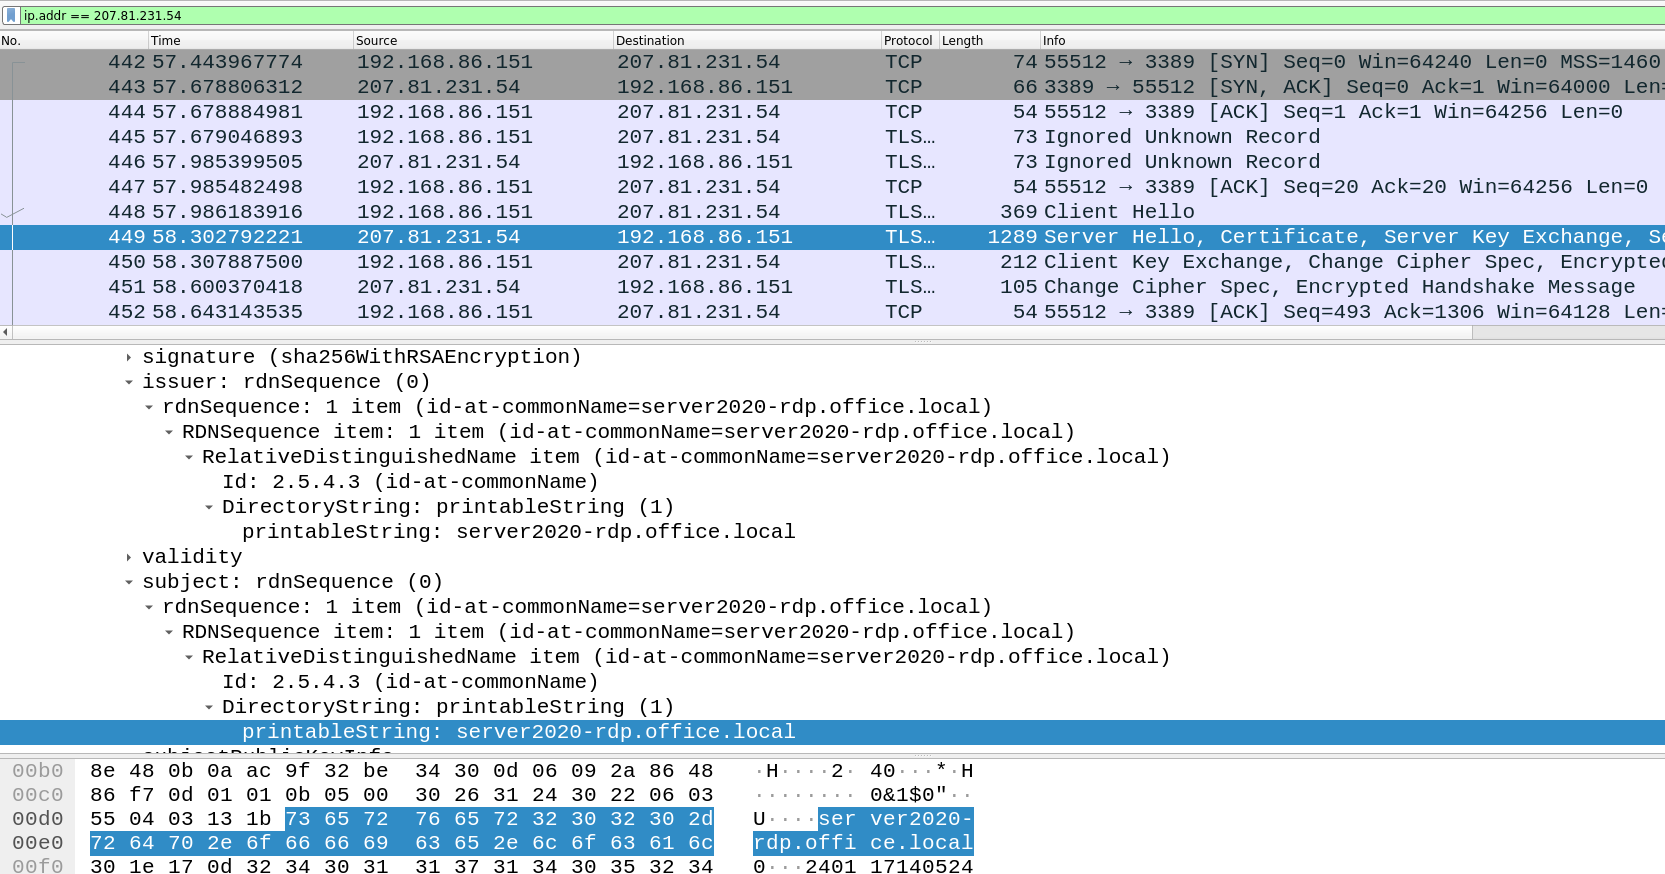 ip.addr == 207.81.231.54
No. Time Source Destination Protocol Length Info
442 57.443967774 192.168.86.151 207.81.231.54 TCP 74 55512 → 3389 [SYN] Seq=0 Win=64240 Len=0 MSS=1460
443 57.678806312 207.81.231.54 192.168.86.151 TCP 66 3389 → 55512 [SYN, ACK] Seq=0 Ack=1 Win=64000 Len=
444 57.678884981 192.168.86.151 207.81.231.54 TCP 54 55512 → 3389 [ACK] Seq=1 Ack=1 Win=64256 Len=0
445 57.679046893 192.168.86.151 207.81.231.54 TLS… 73 Ignored Unknown Record
446 57.985399505 207.81.231.54 192.168.86.151 TLS… 73 Ignored Unknown Record
447 57.985482498 192.168.86.151 207.81.231.54 TCP 54 55512 → 3389 [ACK] Seq=20 Ack=20 Win=64256 Len=0
448 57.986183916 192.168.86.151 207.81.231.54 TLS… 369 Client Hello
449 58.302792221 207.81.231.54 192.168.86.151 TLS… 1289 Server Hello, Certificate, Server Key Exchange, Se
450 58.307887500 192.168.86.151 207.81.231.54 TLS… 212 Client Key Exchange, Change Cipher Spec, Encrypted
451 58.600370418 207.81.231.54 192.168.86.151 TLS… 105 Change Cipher Spec, Encrypted Handshake Message
452 58.643143535 192.168.86.151 207.81.231.54 TCP 54 55512 → 3389 [ACK] Seq=493 Ack=1306 Win=64128 Len=
signature (sha256WithRSAEncryption)
issuer: rdnSequence (0)
rdnSequence: 1 item (id-at-commonName=server2020-rdp.office.local)
RDNSequence item: 1 item (id-at-commonName=server2020-rdp.office.local)
RelativeDistinguishedName item (id-at-commonName=server2020-rdp.office.local)
Id: 2.5.4.3 (id-at-commonName)
DirectoryString: printableString (1)
printableString: server2020-rdp.office.local
validity
subject: rdnSequence (0)
rdnSequence: 1 item (id-at-commonName=server2020-rdp.office.local)
RDNSequence item: 1 item (id-at-commonName=server2020-rdp.office.local)
RelativeDistinguishedName item (id-at-commonName=server2020-rdp.office.local)
Id: 2.5.4.3 (id-at-commonName)
DirectoryString: printableString (1)
printableString: server2020-rdp.office.local
00b0 8e 48 0b 0a ac 9f 32 be 34 30 0d 06 09 2a 86 48 ·H····2· 40···*·H
00c0 86 f7 0d 01 01 0b 05 00 30 26 31 24 30 22 06 03 ········ 0&1$0"··
00d0 55 04 03 13 1b 73 65 72 76 65 72 32 30 32 30 2d U····ser ver2020-
00e0 72 64 70 2e 6f 66 66 69 63 65 2e 6c 6f 63 61 6c rdp.offi ce.local
00f0 30 1e 17 0d 32 34 30 31 31 37 31 34 30 35 32 34 0···2401 17140524